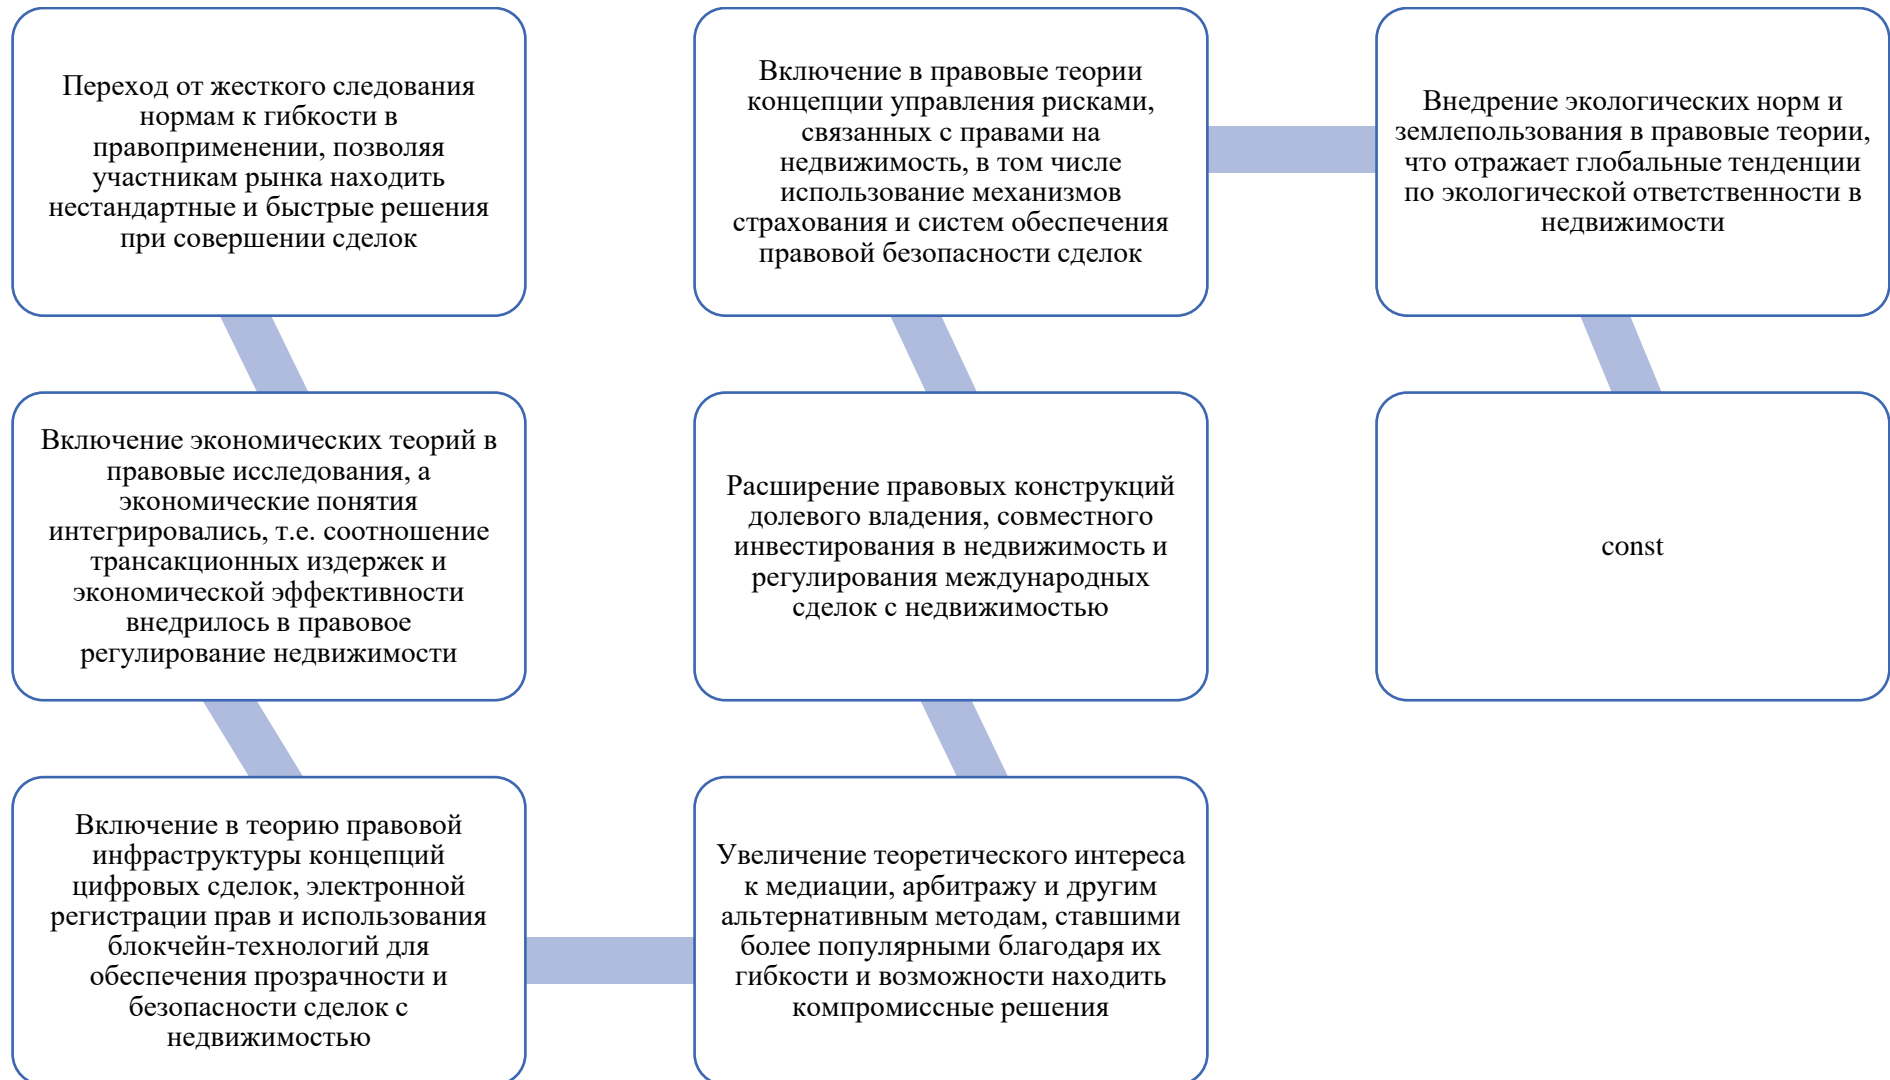 Переход от жесткого следования
нормам к гибкости в
правоприменении, позволяя
участникам рынка находить
нестандартные и быстрые решения
при совершении сделок
Включение экономических теорий в
правовые исследования, а
экономические понятия
интегрировались, т.е. соотношение
трансакционных издержек и
экономической эффективности
внедрилось в правовое
регулирование недвижимости
Включение в теорию правовой
инфраструктуры концепций
цифровых сделок, электронной
регистрации прав и использования
блокчейн-технологий для
обеспечения прозрачности и
безопасности сделок с
недвижимостью
Увеличение теоретического интереса
к медиации, арбитражу и другим
альтернативным методам, ставшими
более популярными благодаря их
гибкости и возможности находить
компромиссные решения
Расширение правовых конструкций
долевого владения, совместного
инвестирования в недвижимость и
регулирования международных
сделок с недвижимостью
Включение в правовые теории
концепции управления рисками,
связанных с правами на
недвижимость, в том числе
использование механизмов
страхования и систем обеспечения
правовой безопасности сделок
Внедрение экологических норм и
землепользования в правовые теории,
что отражает глобальные тенденции
по экологической ответственности в
недвижимости
const